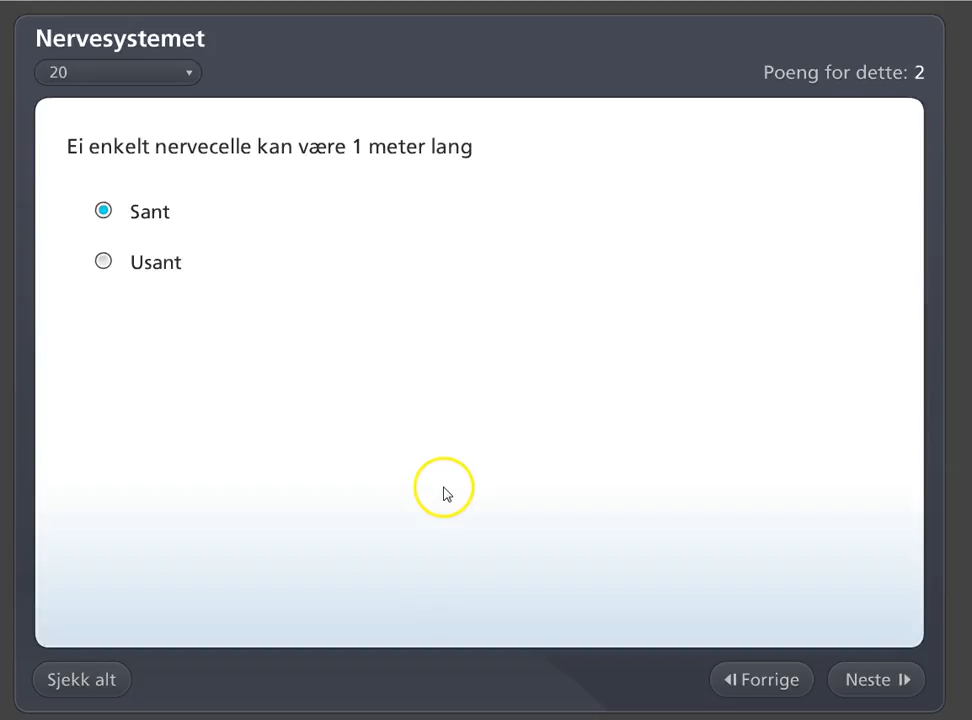 Nervesystemet
20
Poeng for dette: 2
Ei enkelt nervecelle kan være 1 meter lang
Sant
Usant
Sjekk alt
Forrige
Neste